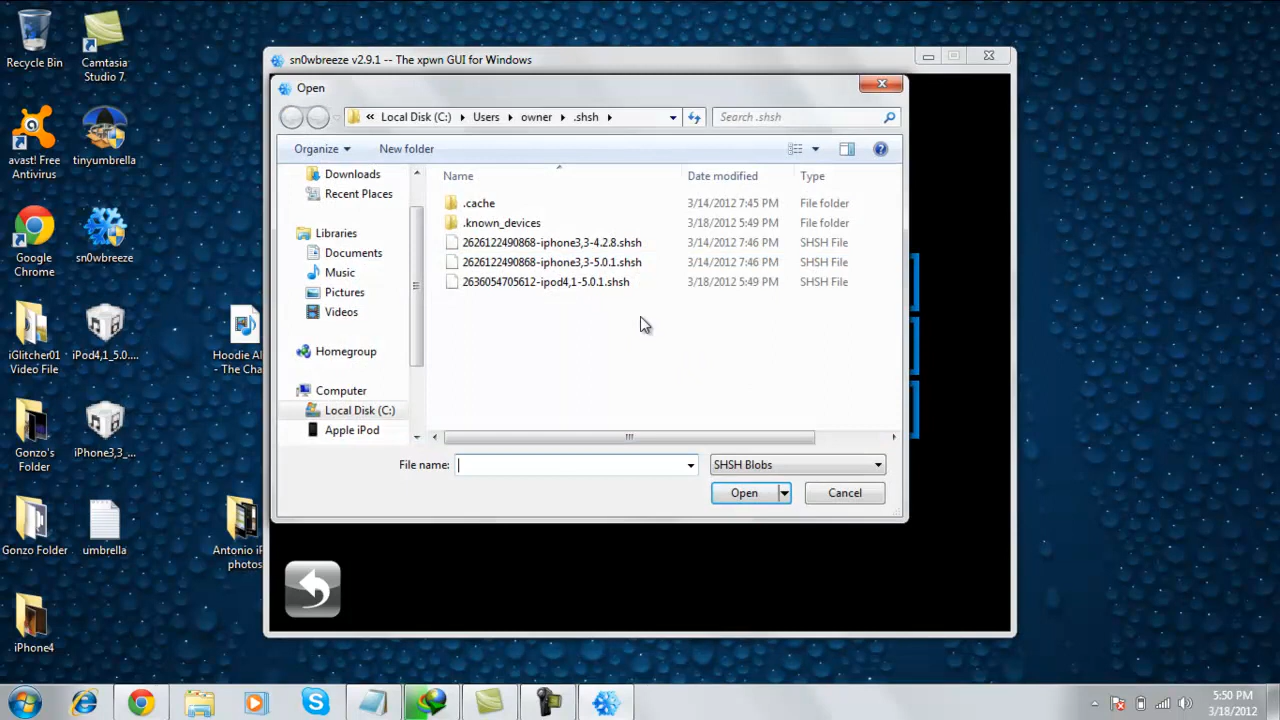 Recycle Bin
Camtasia
Studio 7
avast! Free
Antivirus
tinyumbrella
Google
Chrome
sn0wbreeze
iGlitcher01
Video File
iPod4,1_5.0....
Hoodie Al
- The Cha
Gonzo's
Folder
iPhone3,3_...
Gonzo Folder
umbrella
Antonio iP
photos
iPhone4
sn0wbreeze v2.9.1 -- The xpwn GUI for Windows
Open
« Local Disk (C:) ▸ Users ▸ owner ▸ .shsh ▸
Search .shsh
Organize
New folder
Downloads
Recent Places
Libraries
Documents
Music
Pictures
Videos
Homegroup
Computer
Local Disk (C:)
Apple iPod
Name Date modified Type
.cache 3/14/2012 7:45 PM File folder
.known_devices 3/18/2012 5:49 PM File folder
2626122490868-iphone3,3-4.2.8.shsh 3/14/2012 7:46 PM SHSH File
2626122490868-iphone3,3-5.0.1.shsh 3/14/2012 7:46 PM SHSH File
2636054705612-ipod4,1-5.0.1.shsh 3/18/2012 5:49 PM SHSH File
File name:
SHSH Blobs
Open
Cancel
5:50 PM
3/18/2012